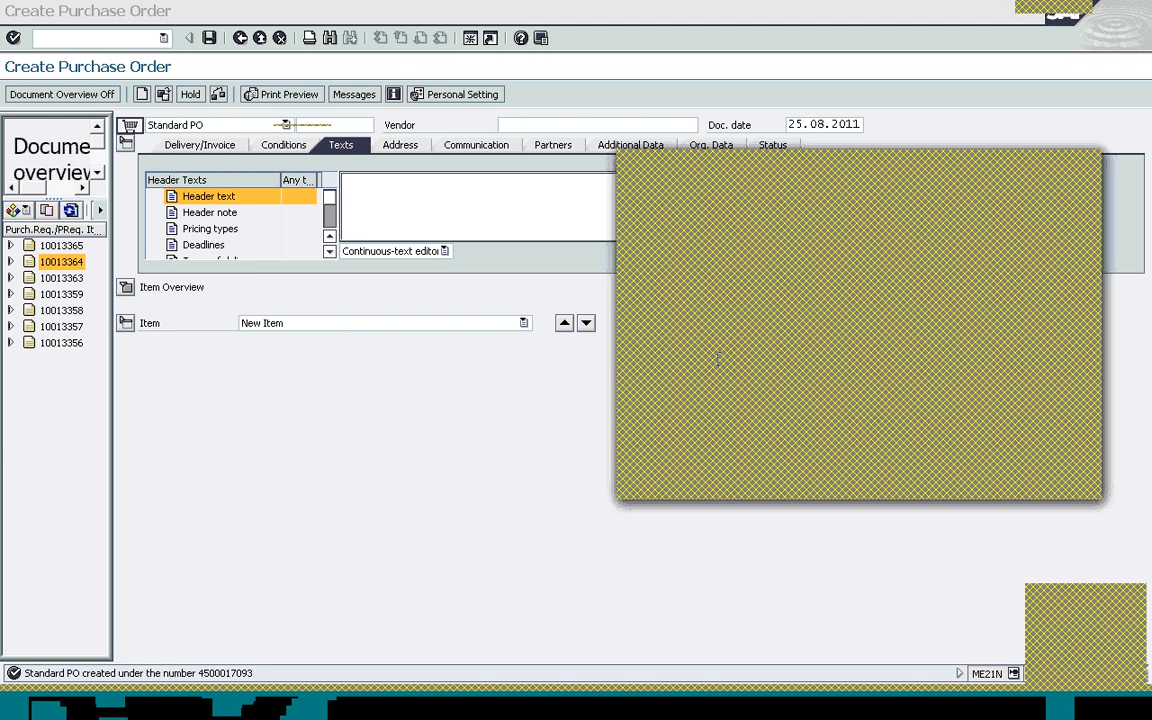 Create Purchase Order
Create Purchase Order
Document Overview Off Hold Print Preview Messages Personal Setting
Standard PO Vendor Doc. date 25.08.2011
Docume
overview
Delivery/Invoice Conditions Texts Address Communication Partners Additional Data Org. Data Status
Header Texts Any t...
Header text
Header note
Pricing types
Deadlines
Continuous-text editor
Purch.Req./PReq. It...
10013365
10013364
10013363
10013359
10013358
10013357
10013356
Item Overview
Item New Item
Standard PO created under the number 4500017093
ME21N